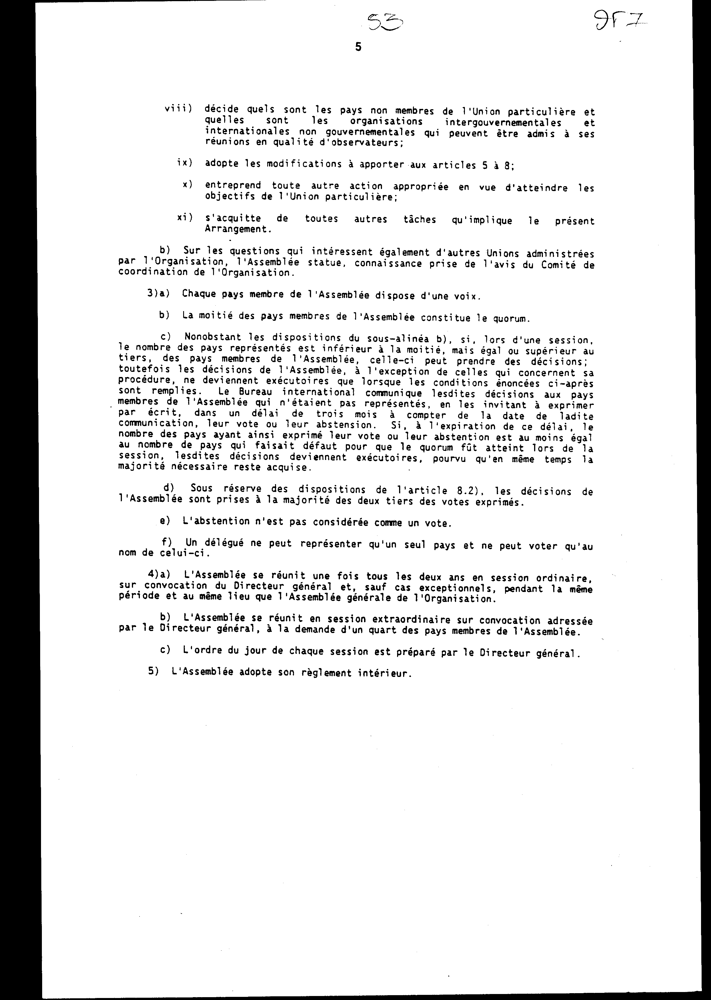 53
957
5
viii) décide quels sont les pays non membres de l'Union particulière et
quelles sont les organisations intergouvernementales et
internationales non gouvernementales qui peuvent être admis à ses
réunions en qualité d'observateurs;
ix) adopte les modifications à apporter aux articles 5 à 8;
x) entreprend toute autre action appropriée en vue d'atteindre les
objectifs de l'Union particulière;
xi) s'acquitte de toutes autres tâches qu'implique le présent
Arrangement.
b) Sur les questions qui intéressent également d'autres Unions administrées
par l'Organisation, l'Assemblée statue, connaissance prise de l'avis du Comité de
coordination de l'Organisation.
3)a) Chaque pays membre de l'Assemblée dispose d'une voix.
b) La moitié des pays membres de l'Assemblée constitue le quorum.
c) Nonobstant les dispositions du sous-alinéa b), si, lors d'une session,
le nombre des pays représentés est inférieur à la moitié, mais égal ou supérieur au
tiers, des pays membres de l'Assemblée, celle-ci peut prendre des décisions;
toutefois les décisions de l'Assemblée, à l'exception de celles qui concernent sa
procédure, ne deviennent exécutoires que lorsque les conditions énoncées ci-après
sont remplies. Le Bureau international communique lesdites décisions aux pays
membres de l'Assemblée qui n'étaient pas représentés, en les invitant à exprimer
par écrit, dans un délai de trois mois à compter de la date de ladite
communication, leur vote ou leur abstension. Si, à l'expiration de ce délai, le
nombre des pays ayant ainsi exprimé leur vote ou leur abstention est au moins égal
au nombre de pays qui faisait défaut pour que le quorum fût atteint lors de la
session, lesdites décisions deviennent exécutoires, pourvu qu'en même temps la
majorité nécessaire reste acquise.
d) Sous réserve des dispositions de l'article 8.2), les décisions de
l'Assemblée sont prises à la majorité des deux tiers des votes exprimés.
e) L'abstention n'est pas considérée comme un vote.
f) Un délégué ne peut représenter qu'un seul pays et ne peut voter qu'au
nom de celui-ci.
4)a) L'Assemblée se réunit une fois tous les deux ans en session ordinaire,
sur convocation du Directeur général et, sauf cas exceptionnels, pendant la même
période et au même lieu que l'Assemblée générale de l'Organisation.
b) L'Assemblée se réunit en session extraordinaire sur convocation adressée
par le Directeur général, à la demande d'un quart des pays membres de l'Assemblée.
c) L'ordre du jour de chaque session est préparé par le Directeur général.
5) L'Assemblée adopte son règlement intérieur.